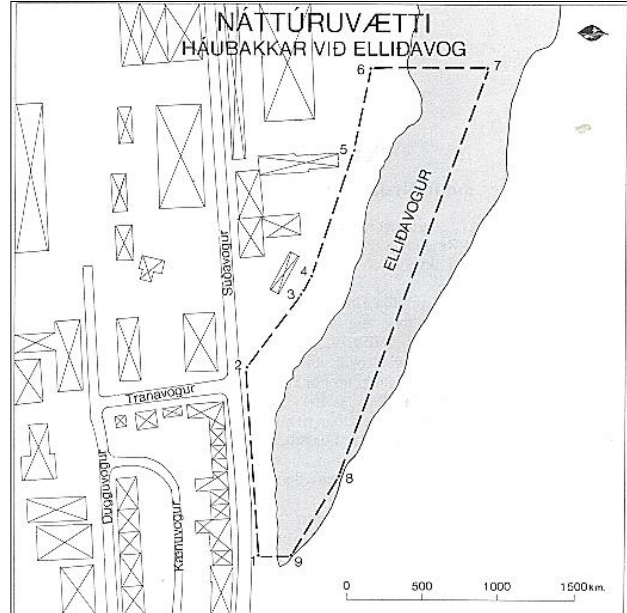 NÁTTÚRUVÆTTI
HÁUBAKKAR VIÐ ELLIÐAVOG
6
7
5
ELLIÐAVOGUR
Súðavogur
4
3
2
Tranavogur
Dugguvogur
Kænuvogur
8
1
9
0 500 1000 1500 km.